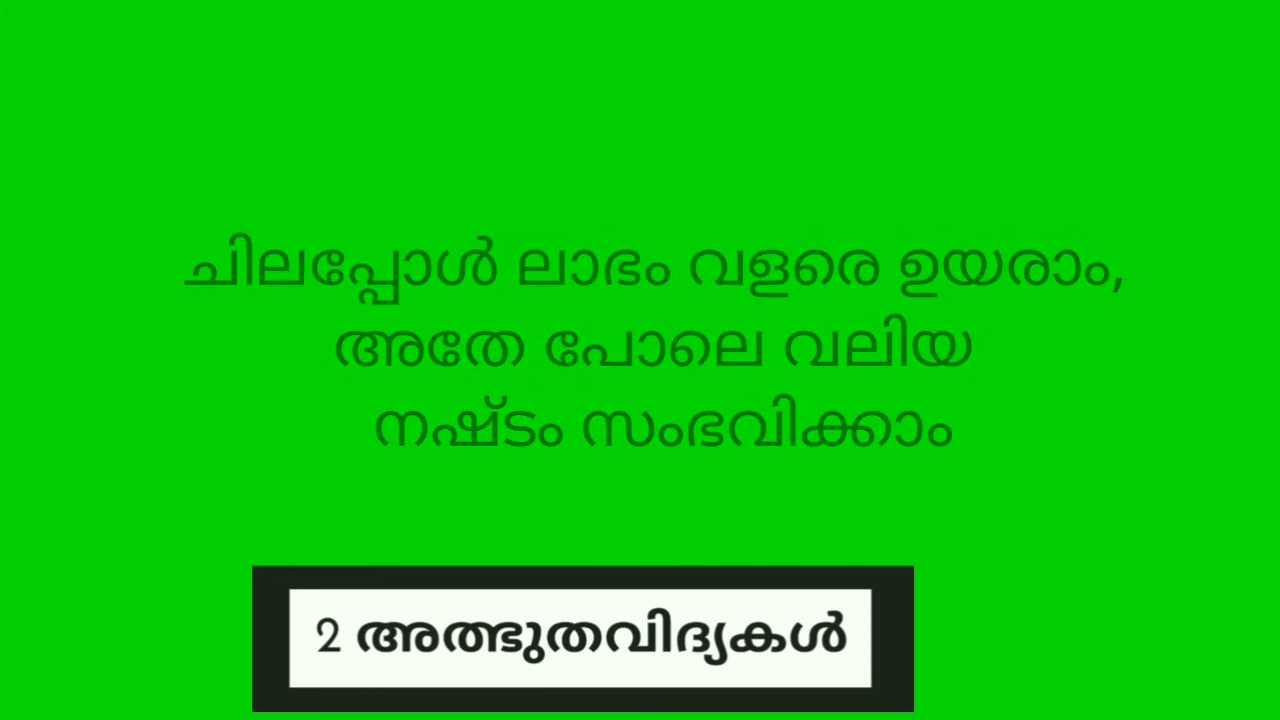 ചിലപ്പോൾ ലാഭം വളരെ ഉയരാം,
അതേ പോലെ വലിയ
നഷ്ടം സംഭവിക്കാം
2 അത്ഭുതവിദ്യകൾ